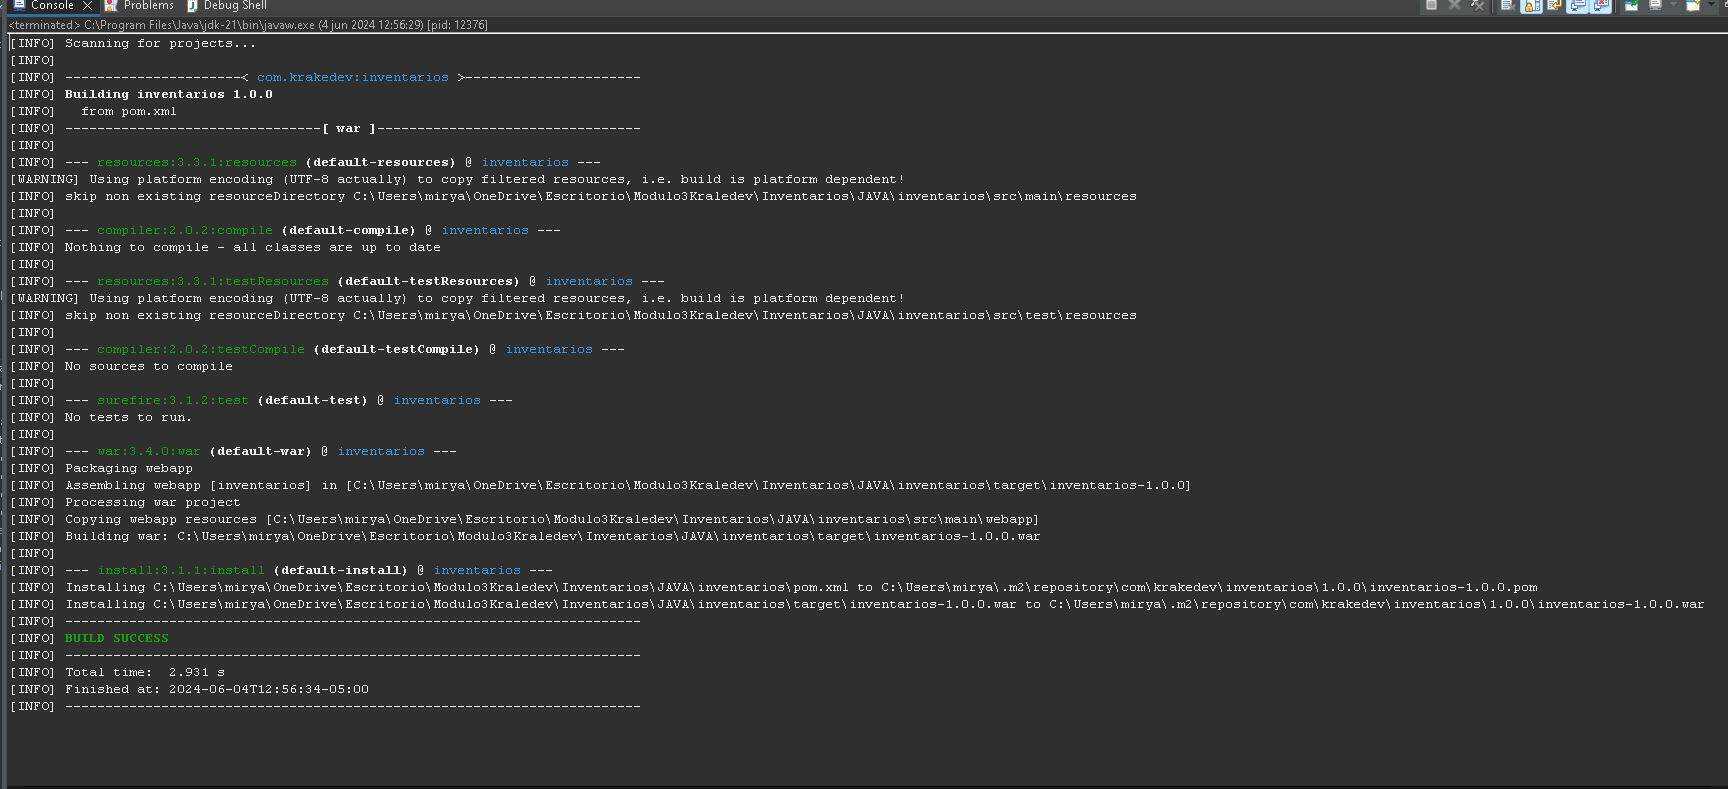 Console Problems Debug Shell
<terminated> C:\Program Files\Java\jdk-21\bin\javaw.exe (4 jun 2024 12:56:29) [pid: 12376]
[INFO] Scanning for projects...
[INFO]
[INFO] ----------------------< com.krakedev:inventarios >----------------------
[INFO] Building inventarios 1.0.0
[INFO]   from pom.xml
[INFO] --------------------------------[ war ]---------------------------------
[INFO]
[INFO] --- resources:3.3.1:resources (default-resources) @ inventarios ---
[WARNING] Using platform encoding (UTF-8 actually) to copy filtered resources, i.e. build is platform dependent!
[INFO] skip non existing resourceDirectory C:\Users\mirya\OneDrive\Escritorio\Modulo3Kraledev\Inventarios\JAVA\inventarios\src\main\resources
[INFO]
[INFO] --- compiler:2.0.2:compile (default-compile) @ inventarios ---
[INFO] Nothing to compile - all classes are up to date
[INFO]
[INFO] --- resources:3.3.1:testResources (default-testResources) @ inventarios ---
[WARNING] Using platform encoding (UTF-8 actually) to copy filtered resources, i.e. build is platform dependent!
[INFO] skip non existing resourceDirectory C:\Users\mirya\OneDrive\Escritorio\Modulo3Kraledev\Inventarios\JAVA\inventarios\src\test\resources
[INFO]
[INFO] --- compiler:2.0.2:testCompile (default-testCompile) @ inventarios ---
[INFO] No sources to compile
[INFO]
[INFO] --- surefire:3.1.2:test (default-test) @ inventarios ---
[INFO] No tests to run.
[INFO]
[INFO] --- war:3.4.0:war (default-war) @ inventarios ---
[INFO] Packaging webapp
[INFO] Assembling webapp [inventarios] in [C:\Users\mirya\OneDrive\Escritorio\Modulo3Kraledev\Inventarios\JAVA\inventarios\target\inventarios-1.0.0]
[INFO] Processing war project
[INFO] Copying webapp resources [C:\Users\mirya\OneDrive\Escritorio\Modulo3Kraledev\Inventarios\JAVA\inventarios\src\main\webapp]
[INFO] Building war: C:\Users\mirya\OneDrive\Escritorio\Modulo3Kraledev\Inventarios\JAVA\inventarios\target\inventarios-1.0.0.war
[INFO]
[INFO] --- install:3.1.1:install (default-install) @ inventarios ---
[INFO] Installing C:\Users\mirya\OneDrive\Escritorio\Modulo3Kraledev\Inventarios\JAVA\inventarios\pom.xml to C:\Users\mirya\.m2\repository\com\krakedev\inventarios\1.0.0\inventarios-1.0.0.pom
[INFO] Installing C:\Users\mirya\OneDrive\Escritorio\Modulo3Kraledev\Inventarios\JAVA\inventarios\target\inventarios-1.0.0.war to C:\Users\mirya\.m2\repository\com\krakedev\inventarios\1.0.0\inventarios-1.0.0.war
[INFO] ------------------------------------------------------------------------
[INFO] BUILD SUCCESS
[INFO] ------------------------------------------------------------------------
[INFO] Total time:  2.931 s
[INFO] Finished at: 2024-06-04T12:56:34-05:00
[INFO] ------------------------------------------------------------------------